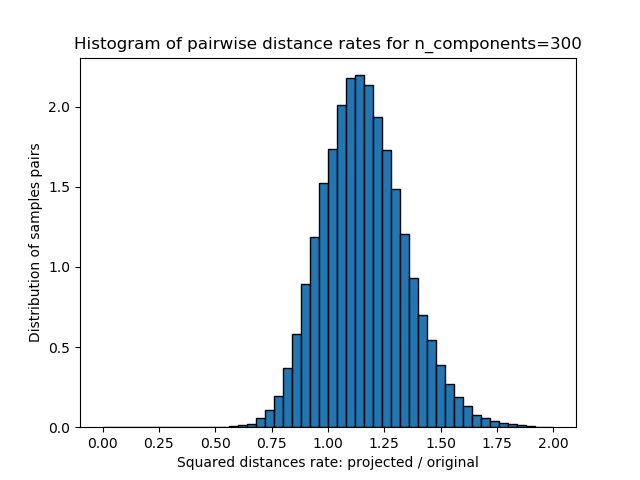 Histogram of pairwise distance rates for n_components=300
Distribution of samples pairs
2.0
1.5
1.0
0.5
0.0
0.00 0.25 0.50 0.75 1.00 1.25 1.50 1.75 2.00
Squared distances rate: projected / original